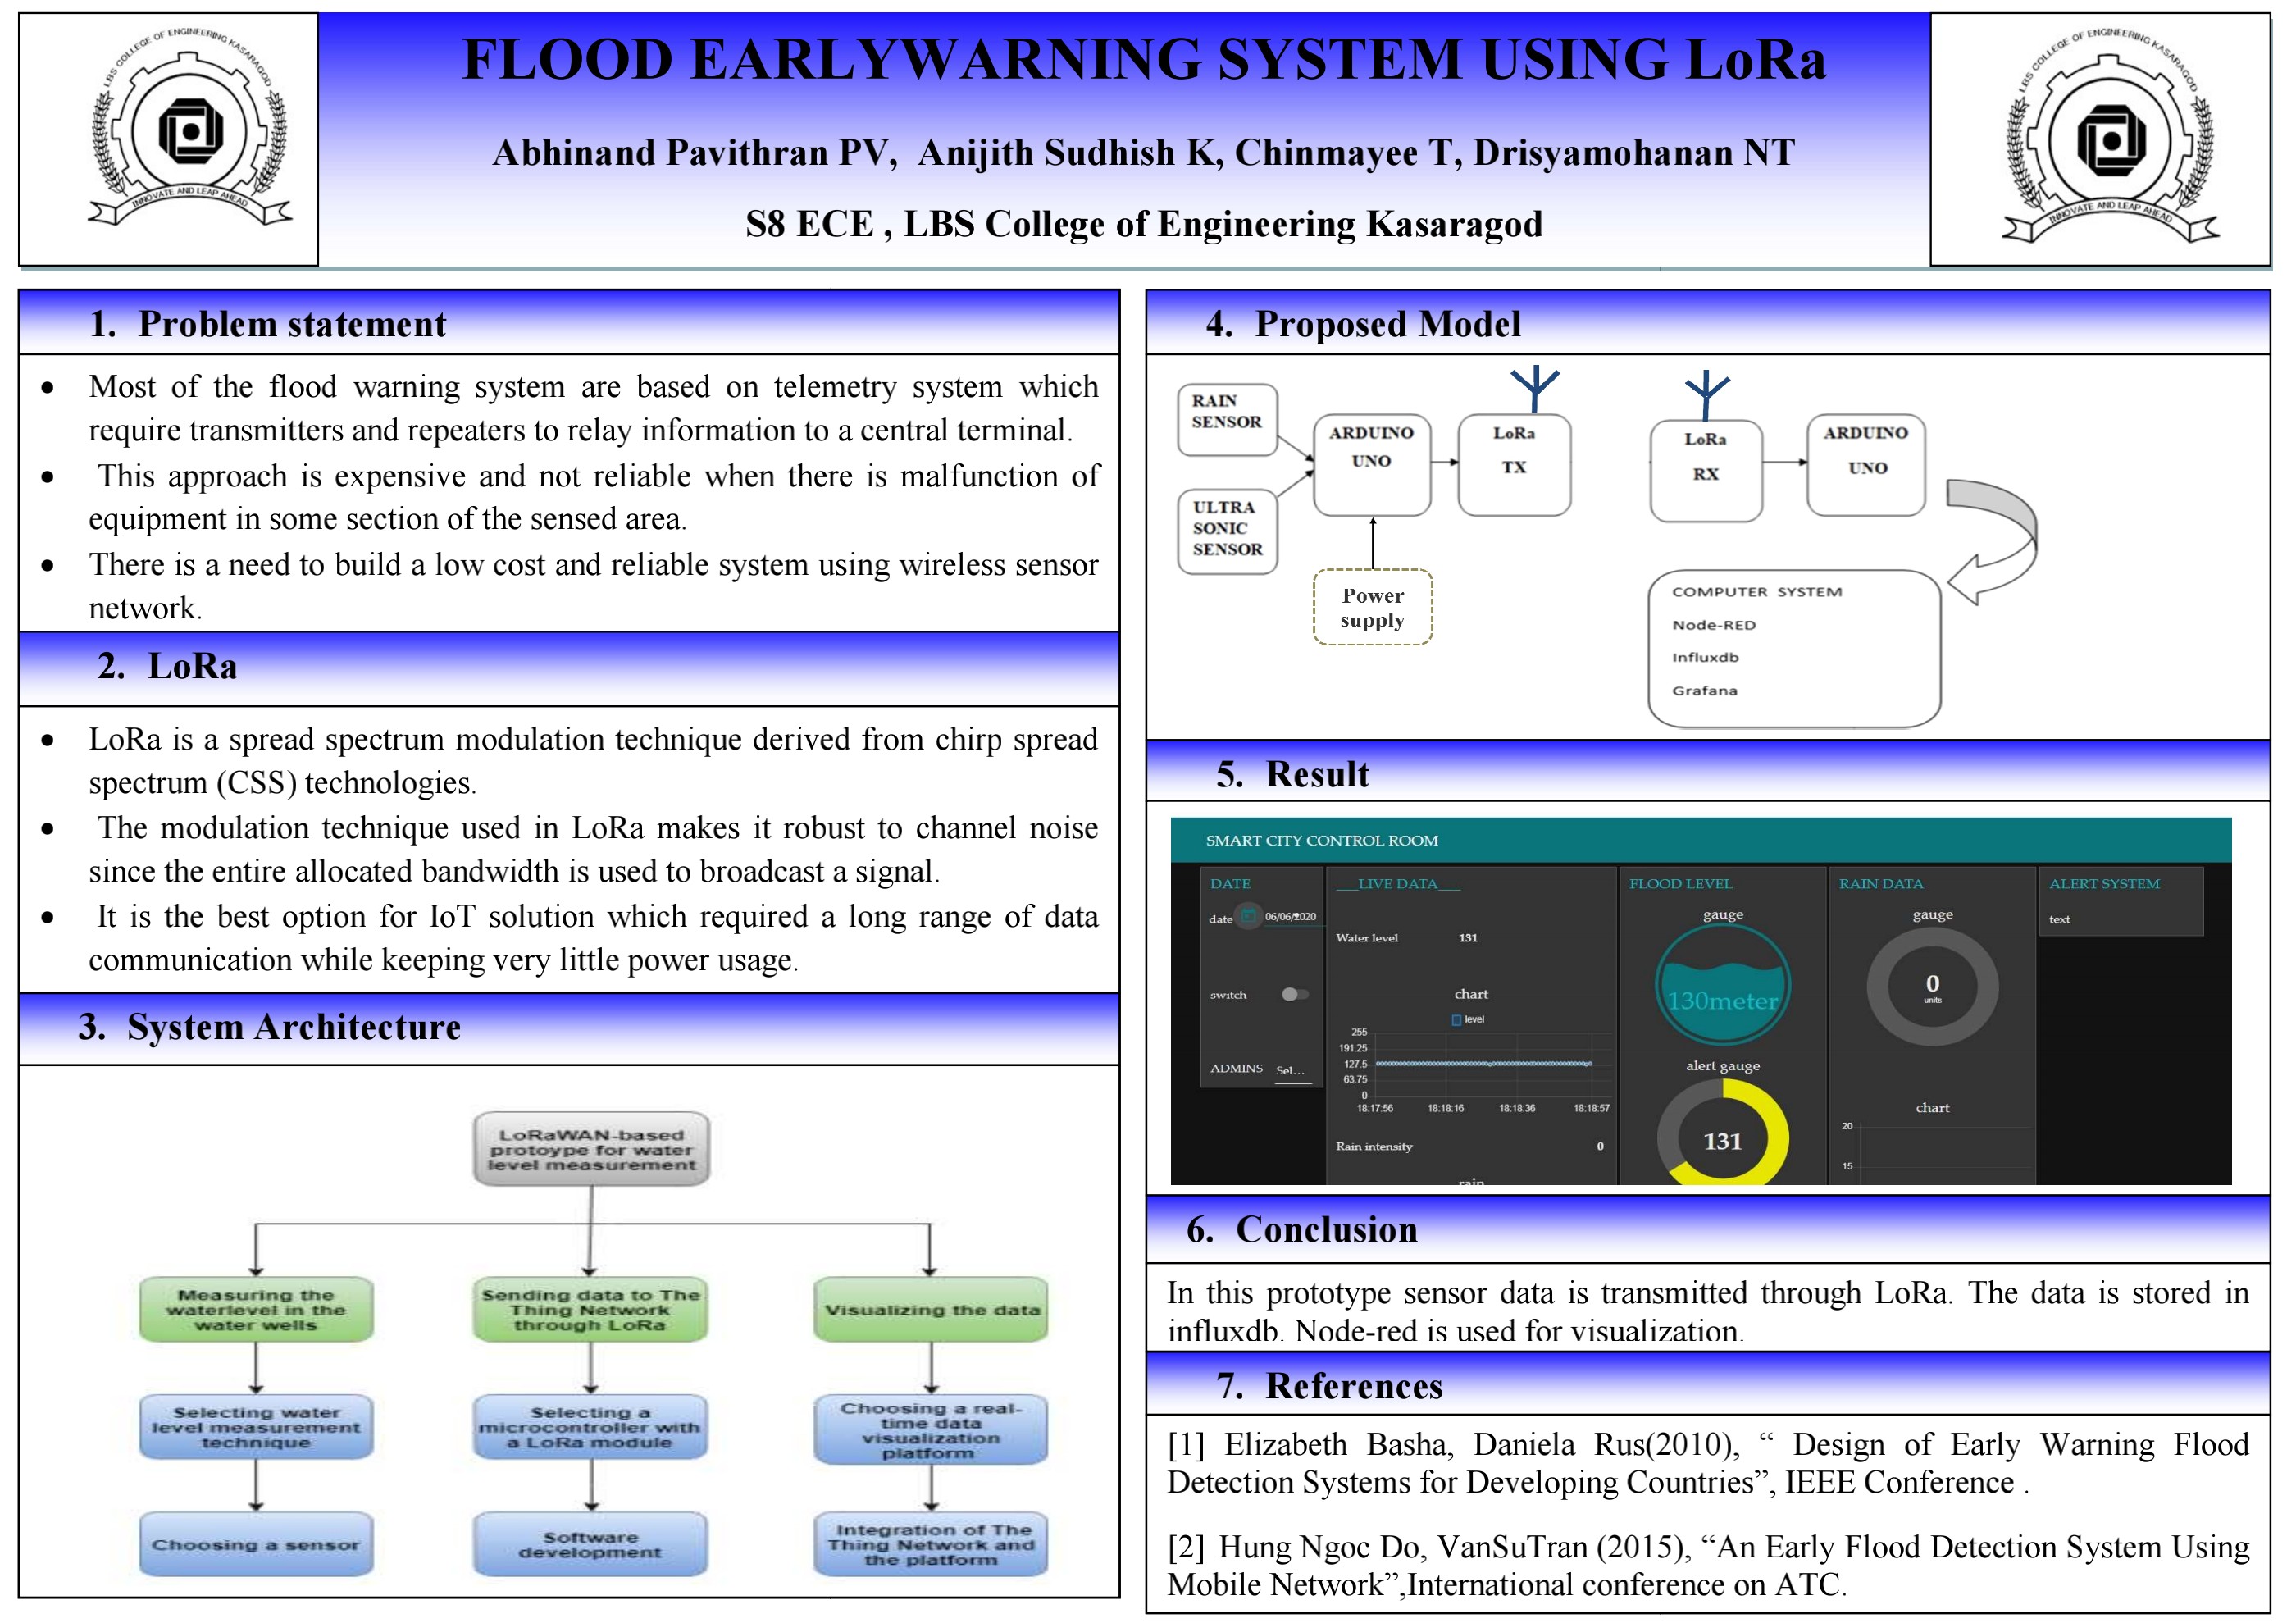 LBS COLLEGE OF ENGINEERING KASARAGOD
INNOVATE AND LEAP AHEAD
FLOOD EARLYWARNING SYSTEM USING LoRa
Abhinand Pavithran PV, Anijith Sudhish K, Chinmayee T, Drisyamohanan NT
S8 ECE , LBS College of Engineering Kasaragod
LBS COLLEGE OF ENGINEERING KASARAGOD
INNOVATE AND LEAP AHEAD
1. Problem statement
• Most of the flood warning system are based on telemetry system which
require transmitters and repeaters to relay information to a central terminal.
• This approach is expensive and not reliable when there is malfunction of
equipment in some section of the sensed area.
• There is a need to build a low cost and reliable system using wireless sensor
network.
2. LoRa
• LoRa is a spread spectrum modulation technique derived from chirp spread
spectrum (CSS) technologies.
• The modulation technique used in LoRa makes it robust to channel noise
since the entire allocated bandwidth is used to broadcast a signal.
• It is the best option for IoT solution which required a long range of data
communication while keeping very little power usage.
3. System Architecture
LoRaWAN-based
protoype for water
level measurement
Measuring the
waterlevel in the
water wells
Sending data to The
Thing Network
through LoRa
Visualizing the data
Selecting water
level measurement
technique
Selecting a
microcontroller with
a LoRa module
Choosing a real-
time data
visualization
platform
Choosing a sensor
Software
development
Integration of The
Thing Network and
the platform
4. Proposed Model
RAIN
SENSOR
ULTRA
SONIC
SENSOR
ARDUINO
UNO
LoRa
TX
Power
supply
LoRa
RX
ARDUINO
UNO
COMPUTER SYSTEM
Node-RED
Influxdb
Grafana
5. Result
SMART CITY CONTROL ROOM
DATE
date 06/06/2020
switch
ADMINS Sel...
___LIVE DATA___
Water level 131
chart
level
255
191.25
127.5
63.75
0
18:17:56 18:18:16 18:18:36 18:18:57
Rain intensity 0
rain
FLOOD LEVEL
gauge
130meter
alert gauge
131
RAIN DATA
gauge
0
units
chart
20
15
ALERT SYSTEM
text
6. Conclusion
In this prototype sensor data is transmitted through LoRa. The data is stored in
influxdb. Node-red is used for visualization.
7. References
[1] Elizabeth Basha, Daniela Rus(2010), “ Design of Early Warning Flood
Detection Systems for Developing Countries”, IEEE Conference .
[2] Hung Ngoc Do, VanSuTran (2015), “An Early Flood Detection System Using
Mobile Network”,International conference on ATC.